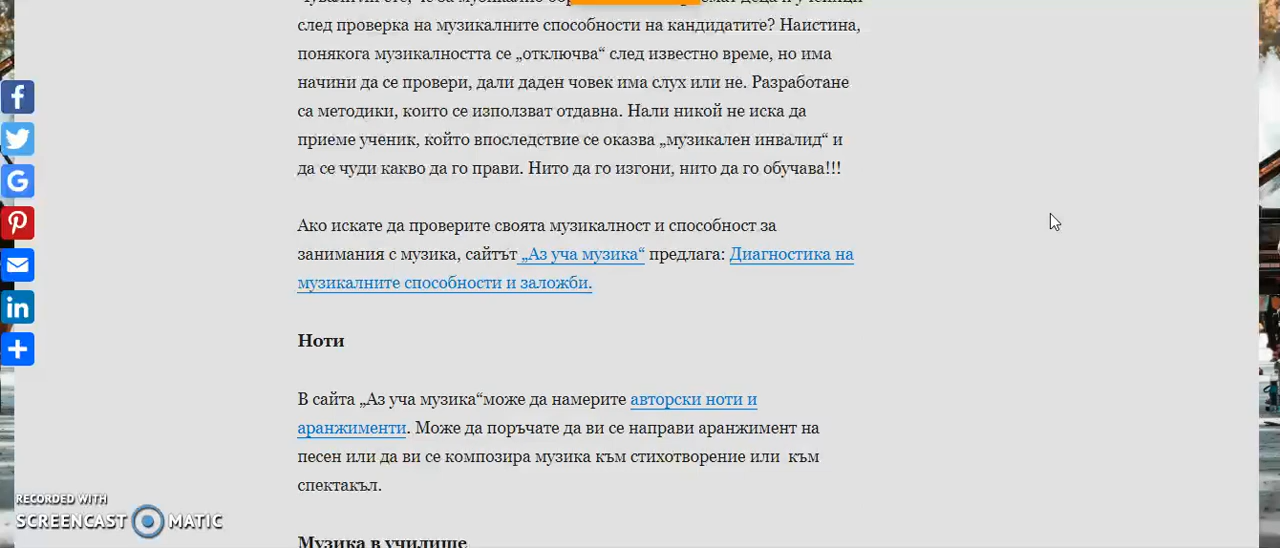 след проверка на музикалните способности на кандидатите? Наистина,
понякога музикалността се „отключва“ след известно време, но има
начини да се провери, дали даден човек има слух или не. Разработане
са методики, които се използват отдавна. Нали никой не иска да
приеме ученик, който впоследствие се оказва „музикален инвалид“ и
да се чуди какво да го прави. Нито да го изгони, нито да го обучава!!!
Ако искате да проверите своята музикалност и способност за
занимания с музика, сайтът „Аз уча музика“ предлага: Диагностика на
музикалните способности и заложби.
Ноти
В сайта „Аз уча музика“може да намерите авторски ноти и
аранжименти. Може да поръчате да ви се направи аранжимент на
песен или да ви се композира музика към стихотворение или  към
спектакъл.
Музика в училище
RECORDED WITH
SCREENCAST MATIC